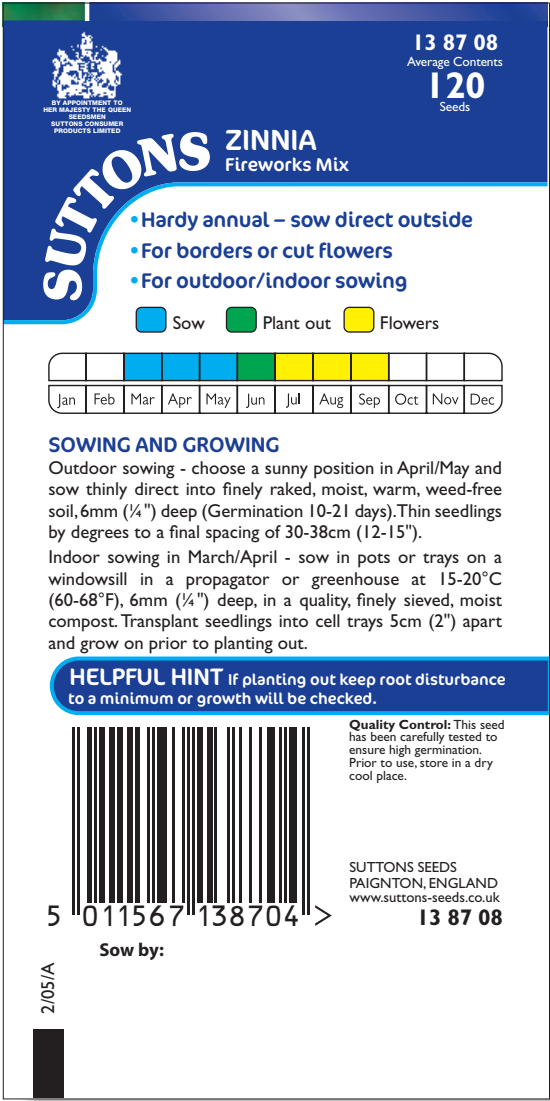 BY APPOINTMENT TO
HER MAJESTY THE QUEEN
SEEDSMEN
SUTTONS CONSUMER
PRODUCTS LIMITED
13 87 08
Average Contents
120
Seeds
SUTTONS
ZINNIA
Fireworks Mix
• Hardy annual – sow direct outside
• For borders or cut flowers
• For outdoor/indoor sowing
Sow Plant out Flowers
Jan Feb Mar Apr May Jun Jul Aug Sep Oct Nov Dec
SOWING AND GROWING
Outdoor sowing - choose a sunny position in April/May and
sow thinly direct into finely raked, moist, warm, weed-free
soil, 6mm (¼") deep (Germination 10-21 days). Thin seedlings
by degrees to a final spacing of 30-38cm (12-15").
Indoor sowing in March/April - sow in pots or trays on a
windowsill in a propagator or greenhouse at 15-20°C
(60-68°F), 6mm (¼") deep, in a quality, finely sieved, moist
compost. Transplant seedlings into cell trays 5cm (2") apart
and grow on prior to planting out.
HELPFUL HINT If planting out keep root disturbance
to a minimum or growth will be checked.
Quality Control: This seed
has been carefully tested to
ensure high germination.
Prior to use, store in a dry
cool place.
SUTTONS SEEDS
PAIGNTON, ENGLAND
www.suttons-seeds.co.uk
13 87 08
5 011567 138704 >
Sow by:
2/05/A